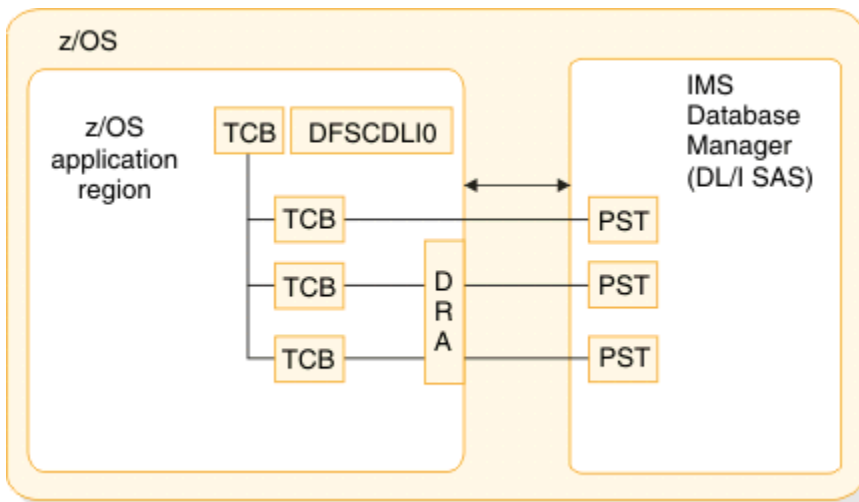 z/OS
z/OS
application
region
TCB
DFSCDLI0
TCB
TCB
TCB
D
R
A
IMS
Database
Manager
(DL/I SAS)
PST
PST
PST